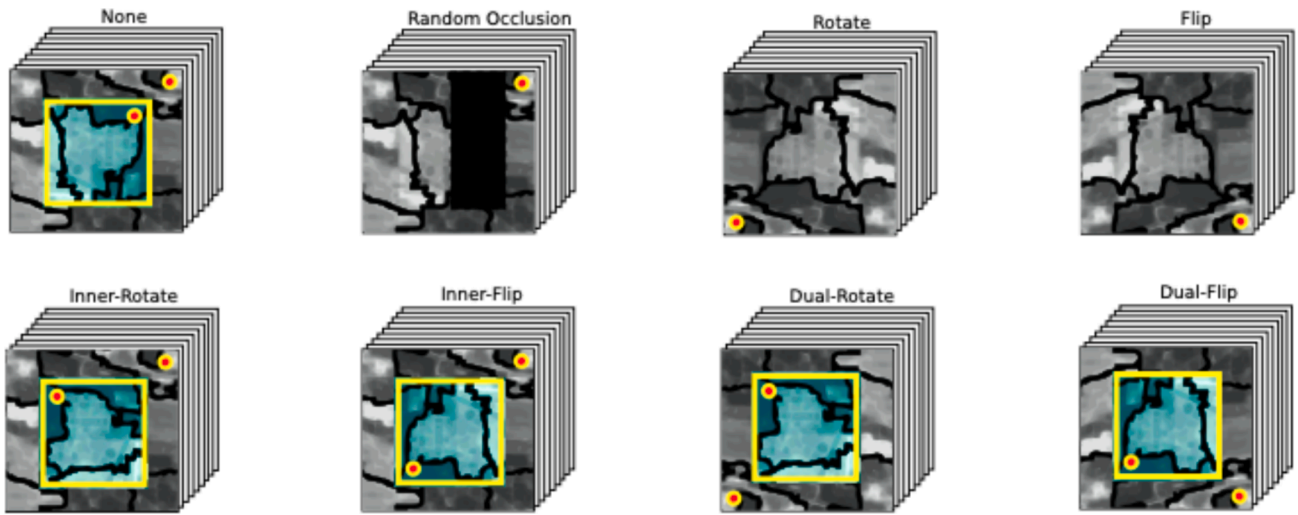 None
Random Occlusion
Rotate
Flip
Inner-Rotate
Inner-Flip
Dual-Rotate
Dual-Flip